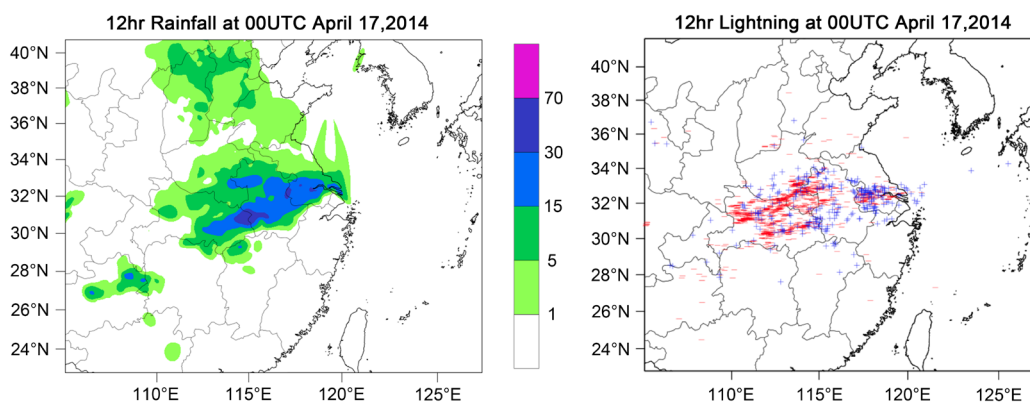 12hr Rainfall at 00UTC April 17,2014
40°N
38°N
36°N
34°N
32°N
30°N
28°N
26°N
24°N
110°E
115°E
120°E
125°E
70
30
15
5
1
12hr Lightning at 00UTC April 17,2014
40°N
38°N
36°N
34°N
32°N
30°N
28°N
26°N
24°N
110°E
115°E
120°E
125°E